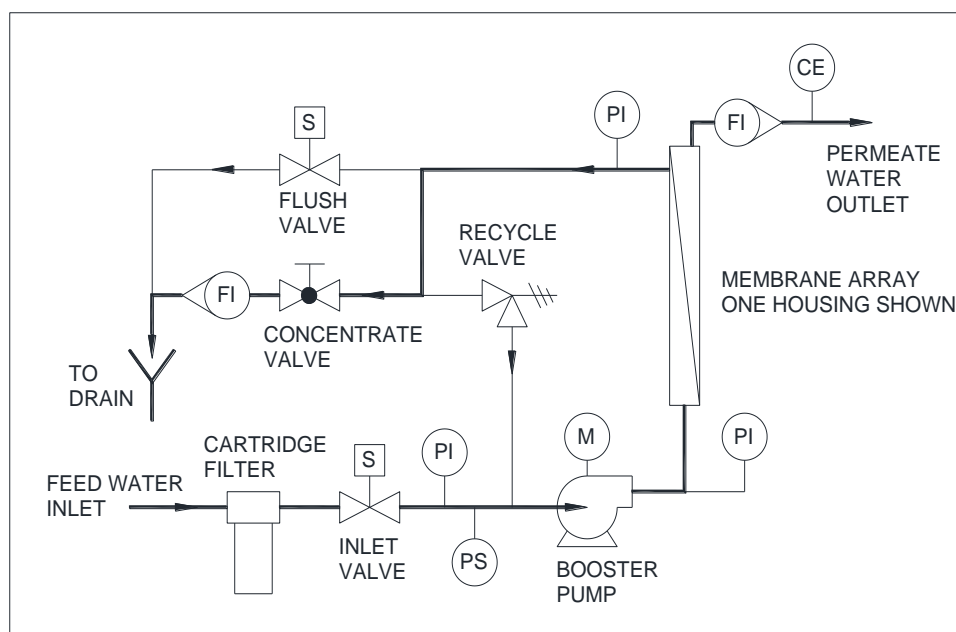 CE
PI
FI
S
PERMEATE
WATER
OUTLET
FLUSH
VALVE
RECYCLE
VALVE
MEMBRANE ARRAY
ONE HOUSING SHOWN
FI
CONCENTRATE
VALVE
TO
DRAIN
CARTRIDGE
FILTER
S
PI
M
PI
FEED WATER
INLET
INLET
VALVE
PS
BOOSTER
PUMP